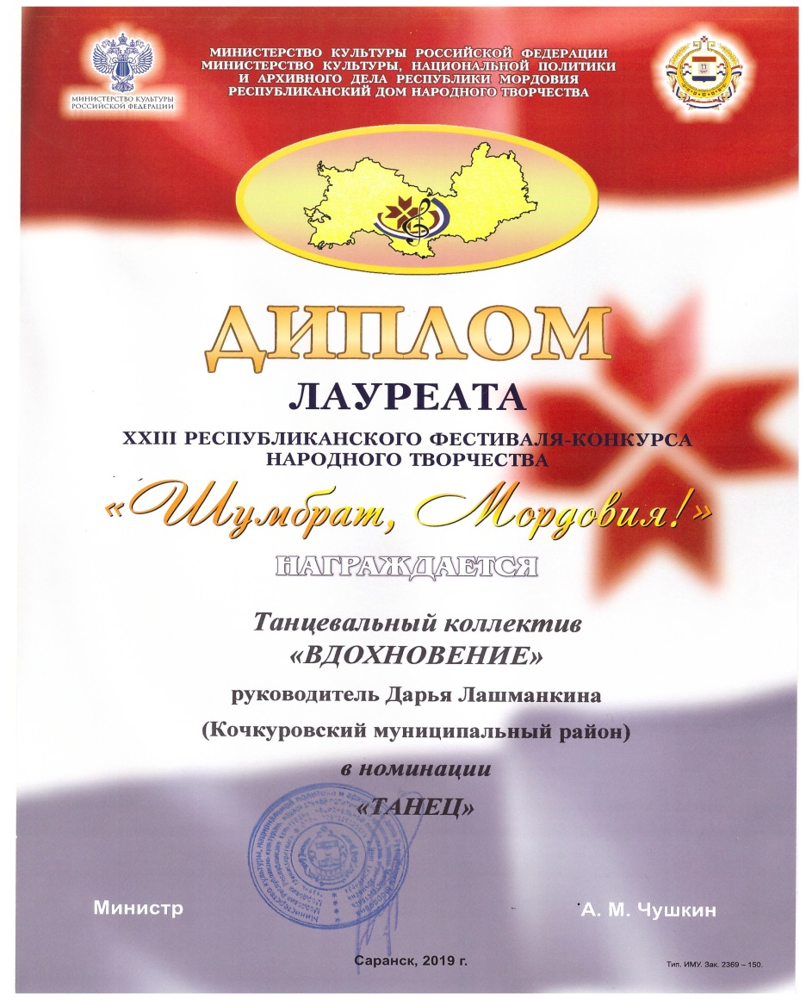 МИНИСТЕРСТВО КУЛЬТУРЫ РОССИЙСКОЙ ФЕДЕРАЦИИ
МИНИСТЕРСТВО КУЛЬТУРЫ, НАЦИОНАЛЬНОЙ ПОЛИТИКИ
И АРХИВНОГО ДЕЛА РЕСПУБЛИКИ МОРДОВИЯ
РЕСПУБЛИКАНСКИЙ ДОМ НАРОДНОГО ТВОРЧЕСТВА
МИНИСТЕРСТВО КУЛЬТУРЫ
РОССИЙСКОЙ ФЕДЕРАЦИИ
ДИПЛОМ
ЛАУРЕАТА
XXIII РЕСПУБЛИКАНСКОГО ФЕСТИВАЛЯ-КОНКУРСА
НАРОДНОГО ТВОРЧЕСТВА
«Шумбрат, Мордовия!»
НАГРАЖДАЕТСЯ
Танцевальный коллектив
«ВДОХНОВЕНИЕ»
руководитель Дарья Лашманкина
(Кочкуровский муниципальный район)
в номинации
«ТАНЕЦ»
Министр
А. М. Чушкин
Саранск, 2019 г.
Тип. ИМУ. Зак. 2369 – 150.